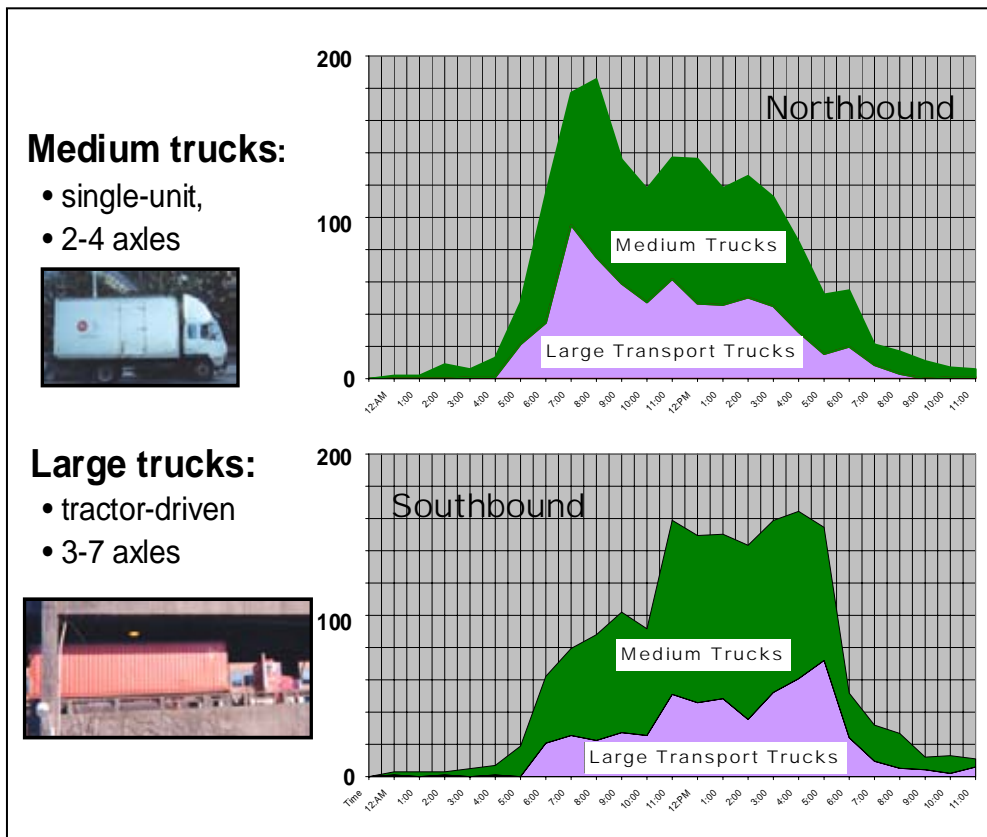 Medium trucks:
• single-unit,
• 2-4 axles
200
100
0
Northbound
Medium Trucks
Large Transport Trucks
12:AM
1:00
2:00
3:00
4:00
5:00
6:00
7:00
8:00
9:00
10:00
11:00
12:PM
1:00
2:00
3:00
4:00
5:00
6:00
7:00
8:00
9:00
10:00
11:00
Large trucks:
• tractor-driven
• 3-7 axles
200
100
0
Southbound
Medium Trucks
Large Transport Trucks
Time
12:AM
1:00
2:00
3:00
4:00
5:00
6:00
7:00
8:00
9:00
10:00
11:00
12:PM
1:00
2:00
3:00
4:00
5:00
6:00
7:00
8:00
9:00
10:00
11:00